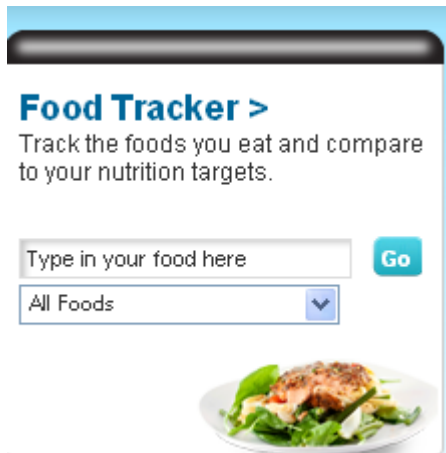 Food Tracker >
Track the foods you eat and compare
to your nutrition targets.
Type in your food here
Go
All Foods